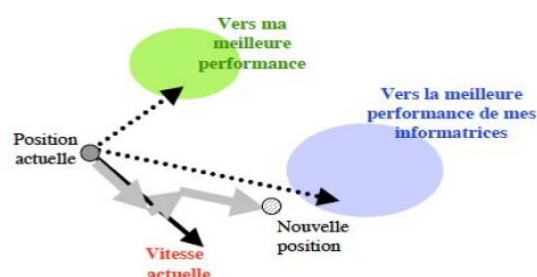 Vers ma
meilleure
performance
Vers la meilleure
performance de mes
informatrices
Position
actuelle
Nouvelle
position
Vitesse
actuelle